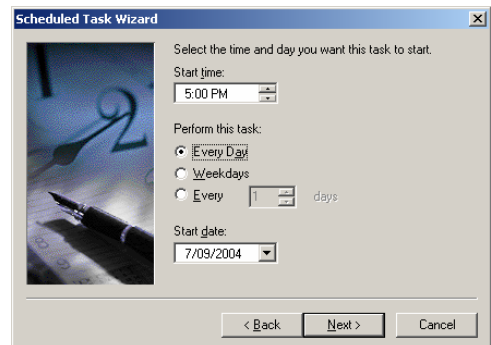 Scheduled Task Wizard
Select the time and day you want this task to start.
Start time:
5:00 PM
Perform this task:
Every Day
Weekdays
Every 1 days
Start date:
7/09/2004
< Back Next > Cancel